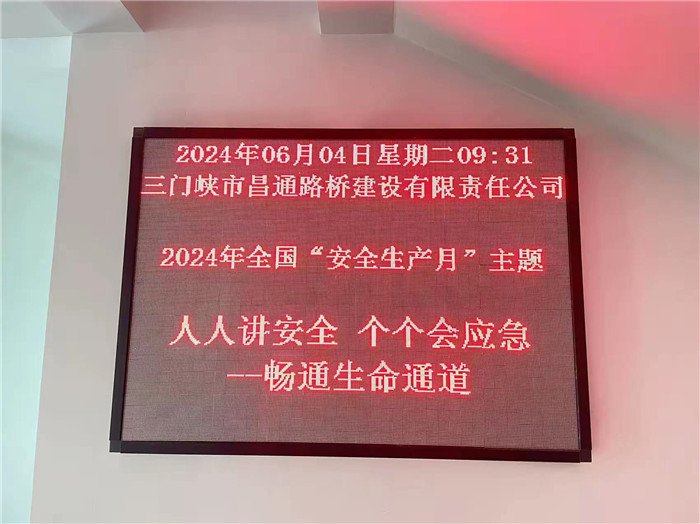 2024年06月04日星期二09:31
三门峡市昌通路桥建设有限责任公司
2024年全国“安全生产月”主题
人人讲安全 个个会应急
--畅通生命通道